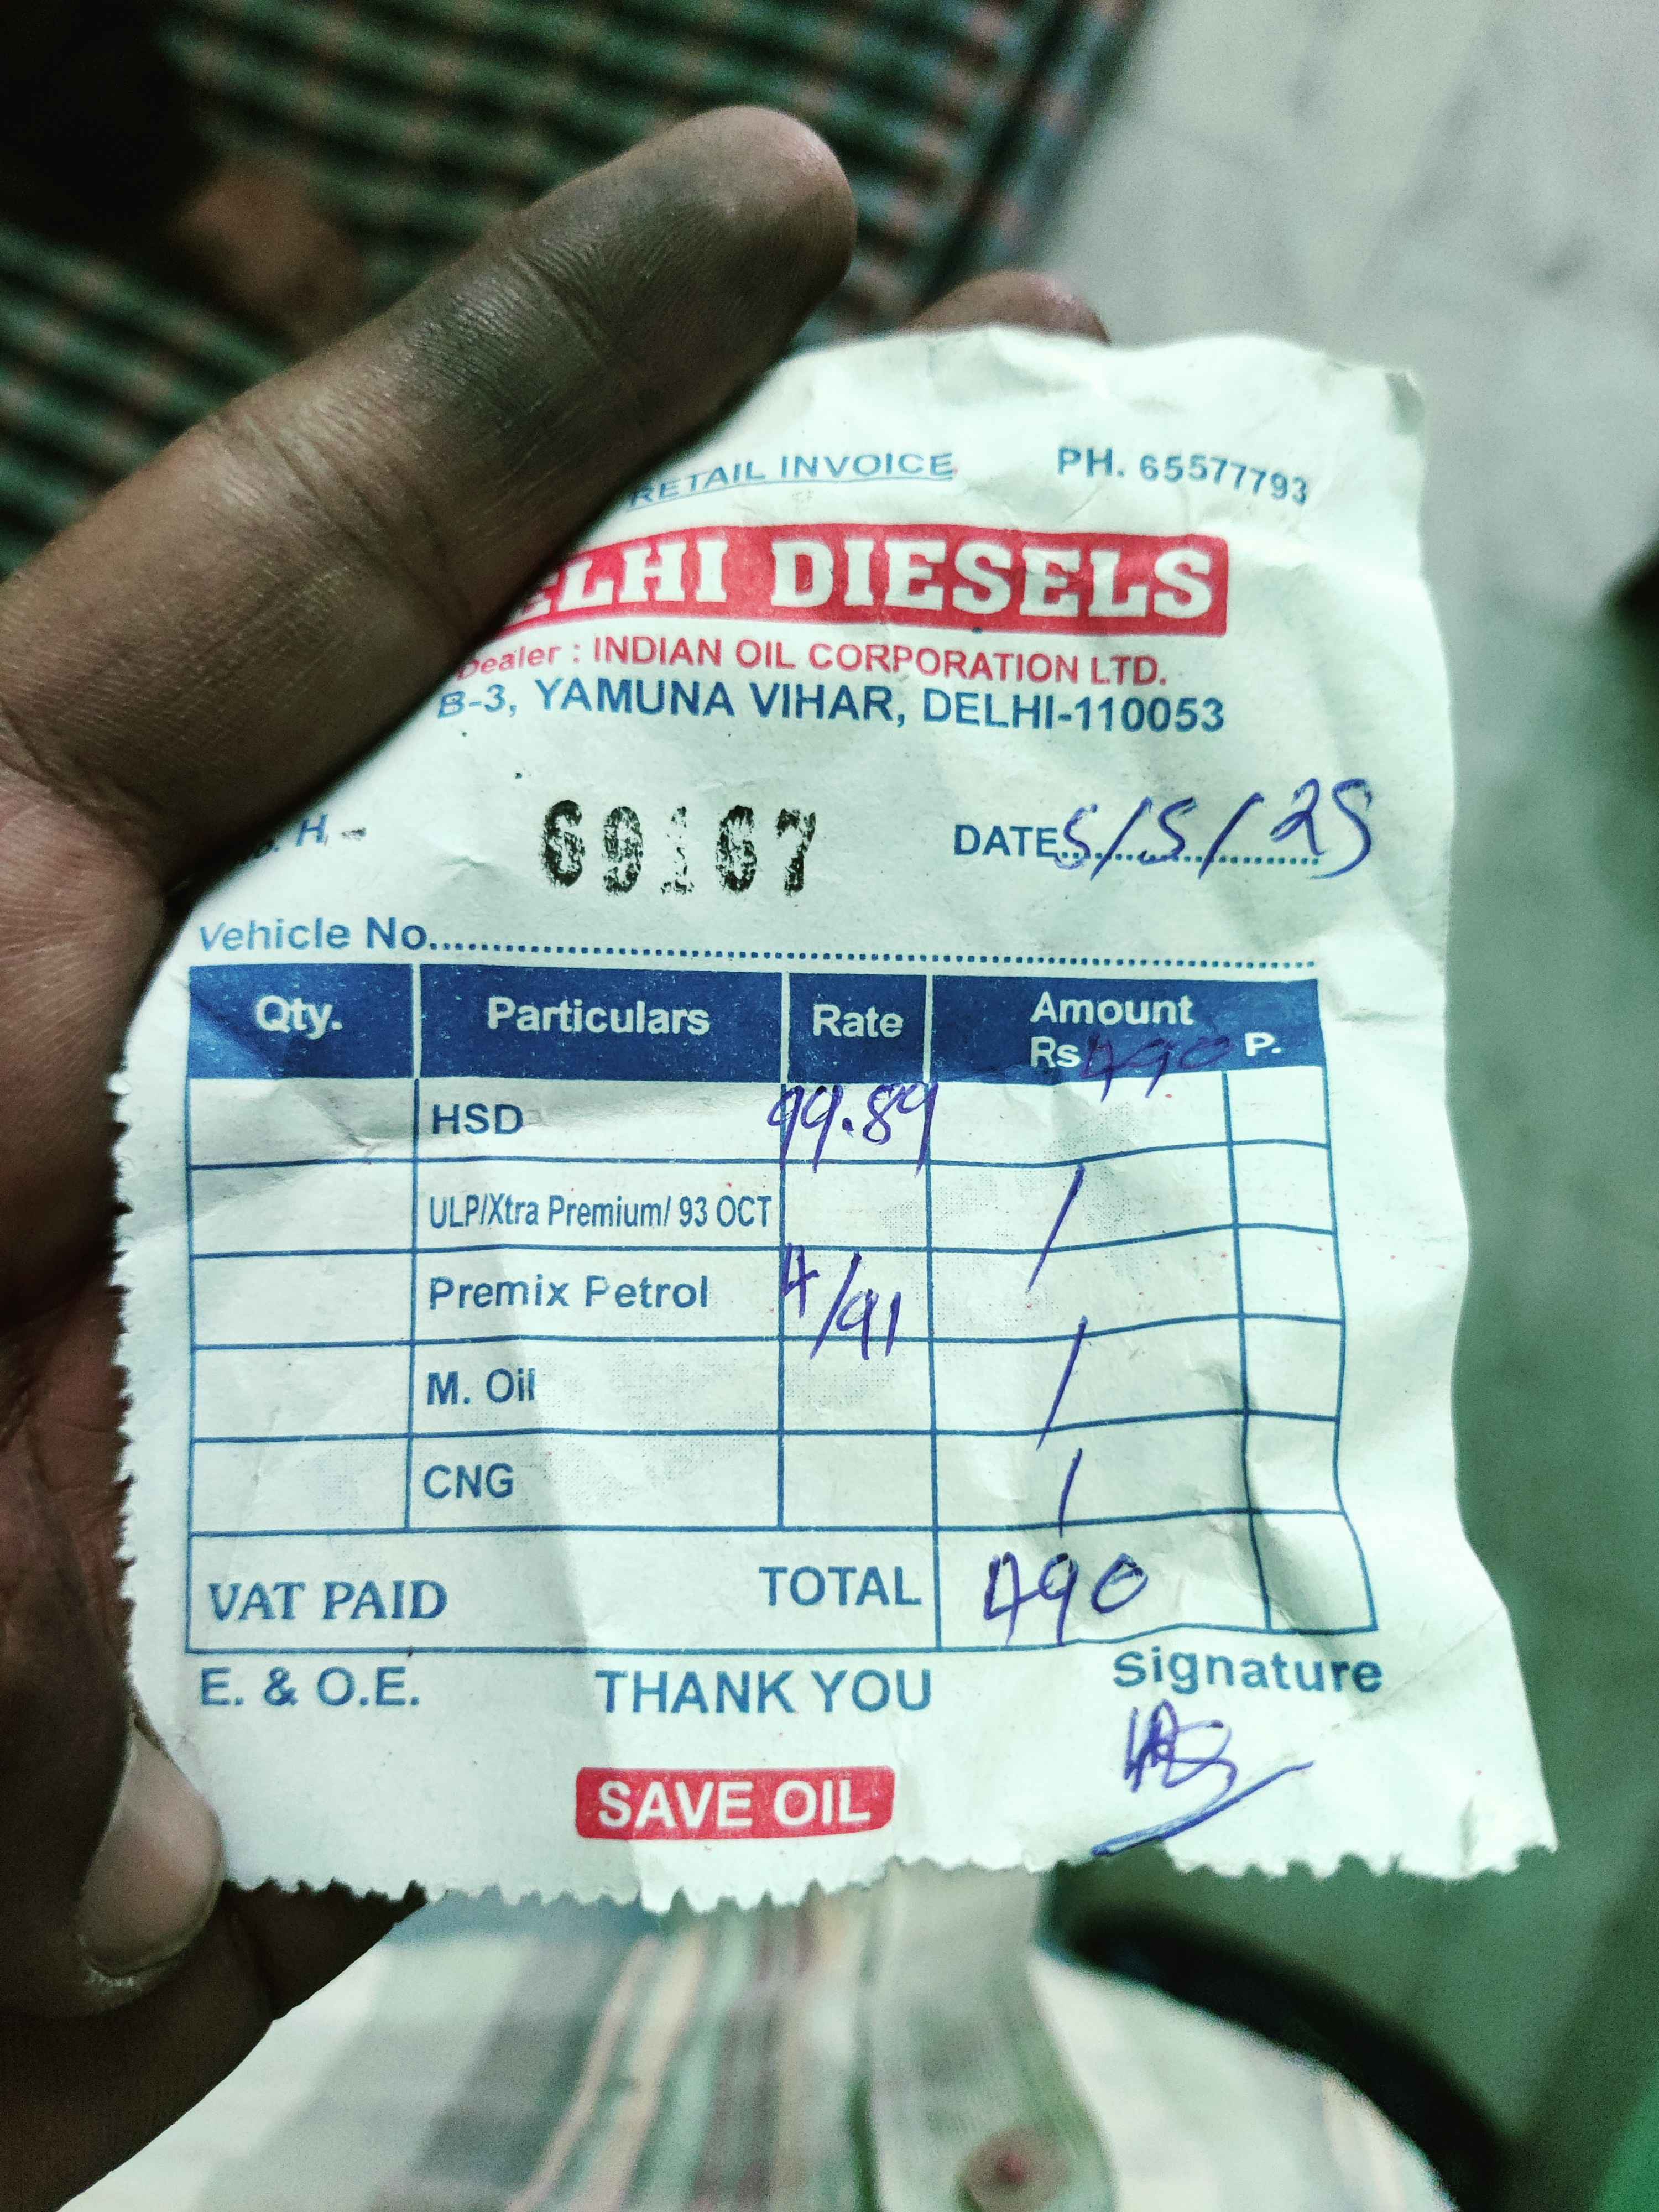 RETAIL INVOICE PH. 65577793
ELHI DIESELS
Dealer : INDIAN OIL CORPORATION LTD.
B-3, YAMUNA VIHAR, DELHI-110053
H,- 69167 DATE 5/5/25
Vehicle No.
Qty. Particulars Rate Amount
Rs 490 P.
HSD 99.89
ULP/Xtra Premium/ 93 OCT /
Premix Petrol 4/91
M. Oil /
CNG /
VAT PAID TOTAL 490
E. & O.E. THANK YOU Signature
SAVE OIL